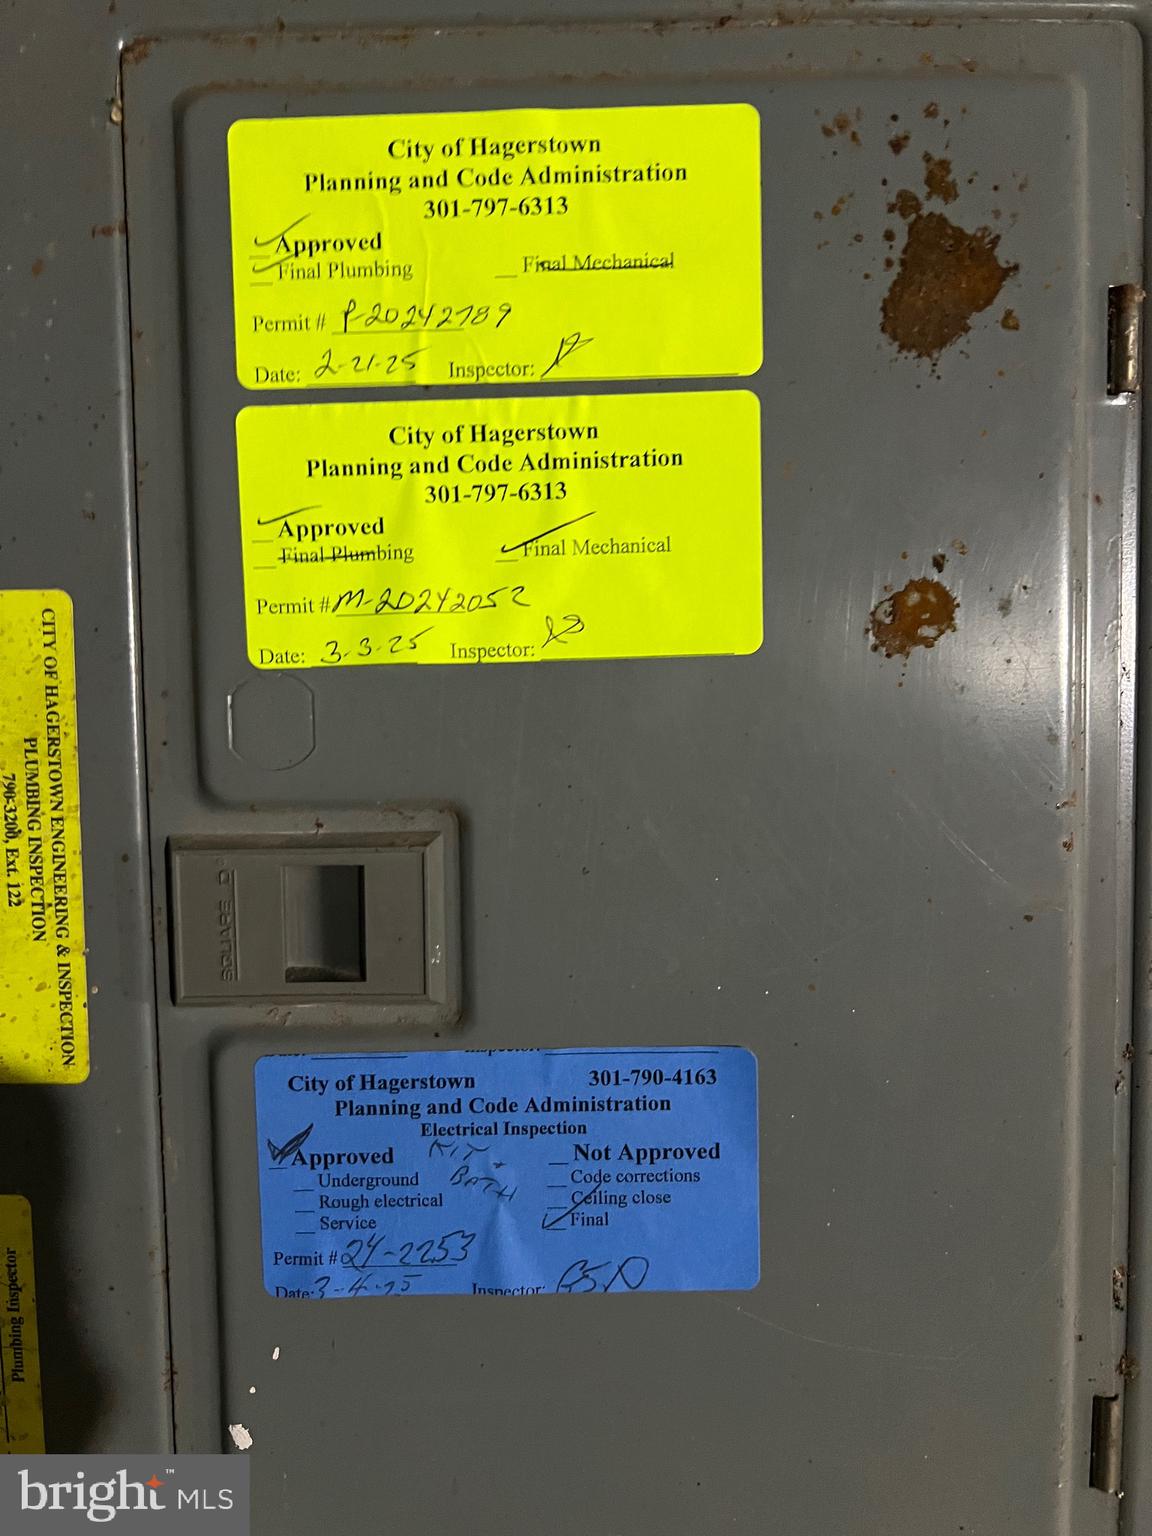 City of Hagerstown
Planning and Code Administration
301-797-6313
Approved
Final Plumbing
Final Mechanical
Permit # P-20242789
Date: 2-21-25 Inspector:
City of Hagerstown
Planning and Code Administration
301-797-6313
Approved
Final Plumbing
Final Mechanical
Permit # M-20242052
Date: 3-3-25 Inspector:
CITY OF HAGERSTOWN ENGINEERING & INSPECTION
PLUMBING INSPECTION
790-3200, Ext. 122
SQUARE D
City of Hagerstown 301-790-4163
Planning and Code Administration
Electrical Inspection
KIT +
BATH
Approved
Underground
Rough electrical
Service
Not Approved
Code corrections
Ceiling close
Final
Permit # 24-2253
Date: 3-4-25 Inspector:
Plumbing Inspector
bright™ MLS